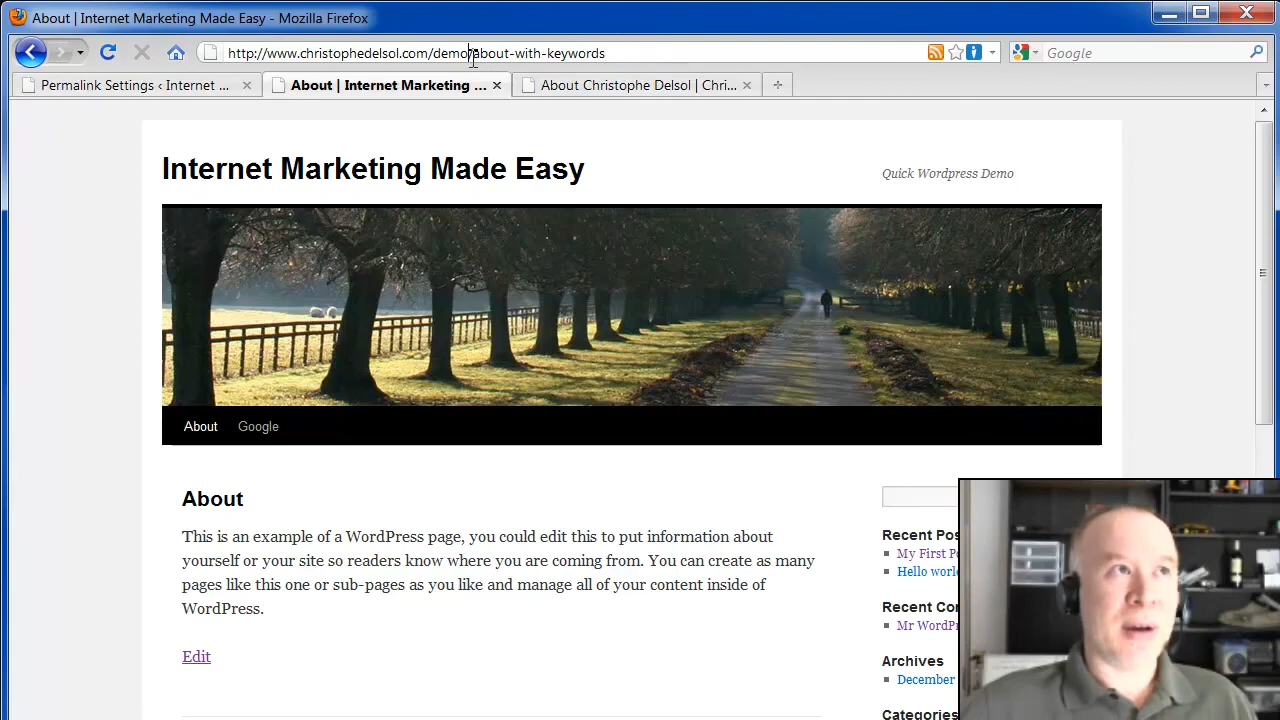 About | Internet Marketing Made Easy - Mozilla Firefox
http://www.christophedelsol.com/demo/about-with-keywords
Google
Permalink Settings ‹ Internet ...
About | Internet Marketing ...
About Christophe Delsol | Chri...
Internet Marketing Made Easy
Quick Wordpress Demo
About Google
About
This is an example of a WordPress page, you could edit this to put information about
yourself or your site so readers know where you are coming from. You can create as many
pages like this one or sub-pages as you like and manage all of your content inside of
WordPress.
Edit
Recent Pos
My First Po
Hello worl
Recent Con
Mr WordPr
Archives
December
Categories